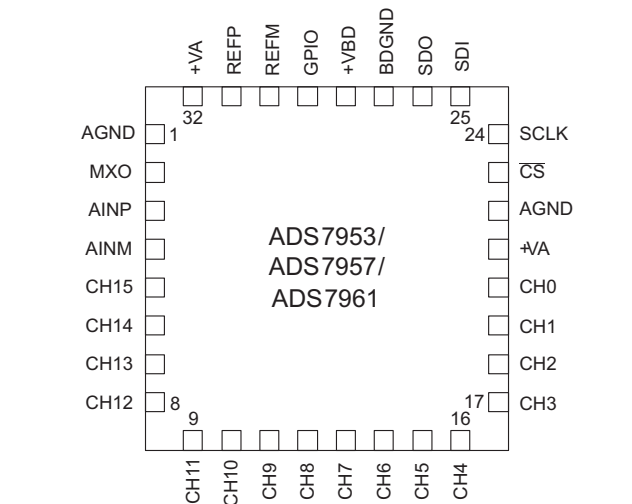 +VA
REFP
REFM
GPIO
+VBD
BDGND
SDO
SDI
32
25
AGND
1
24
SCLK
MXO
CS
AINP
AGND
AINM
+VA
ADS7953/
ADS7957/
ADS7961
CH15
CH0
CH14
CH1
CH13
CH2
CH12
8
17
CH3
9
16
CH11
CH10
CH9
CH8
CH7
CH6
CH5
CH4